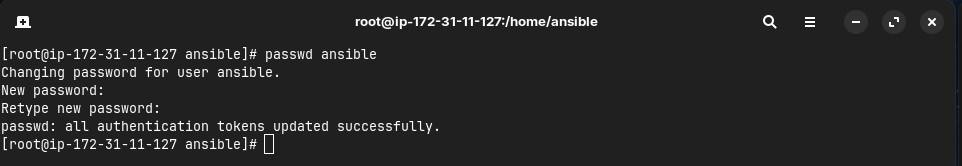 root@ip-172-31-11-127:/home/ansible
[root@ip-172-31-11-127 ansible]# passwd ansible
Changing password for user ansible.
New password:
Retype new password:
passwd: all authentication tokens updated successfully.
[root@ip-172-31-11-127 ansible]#